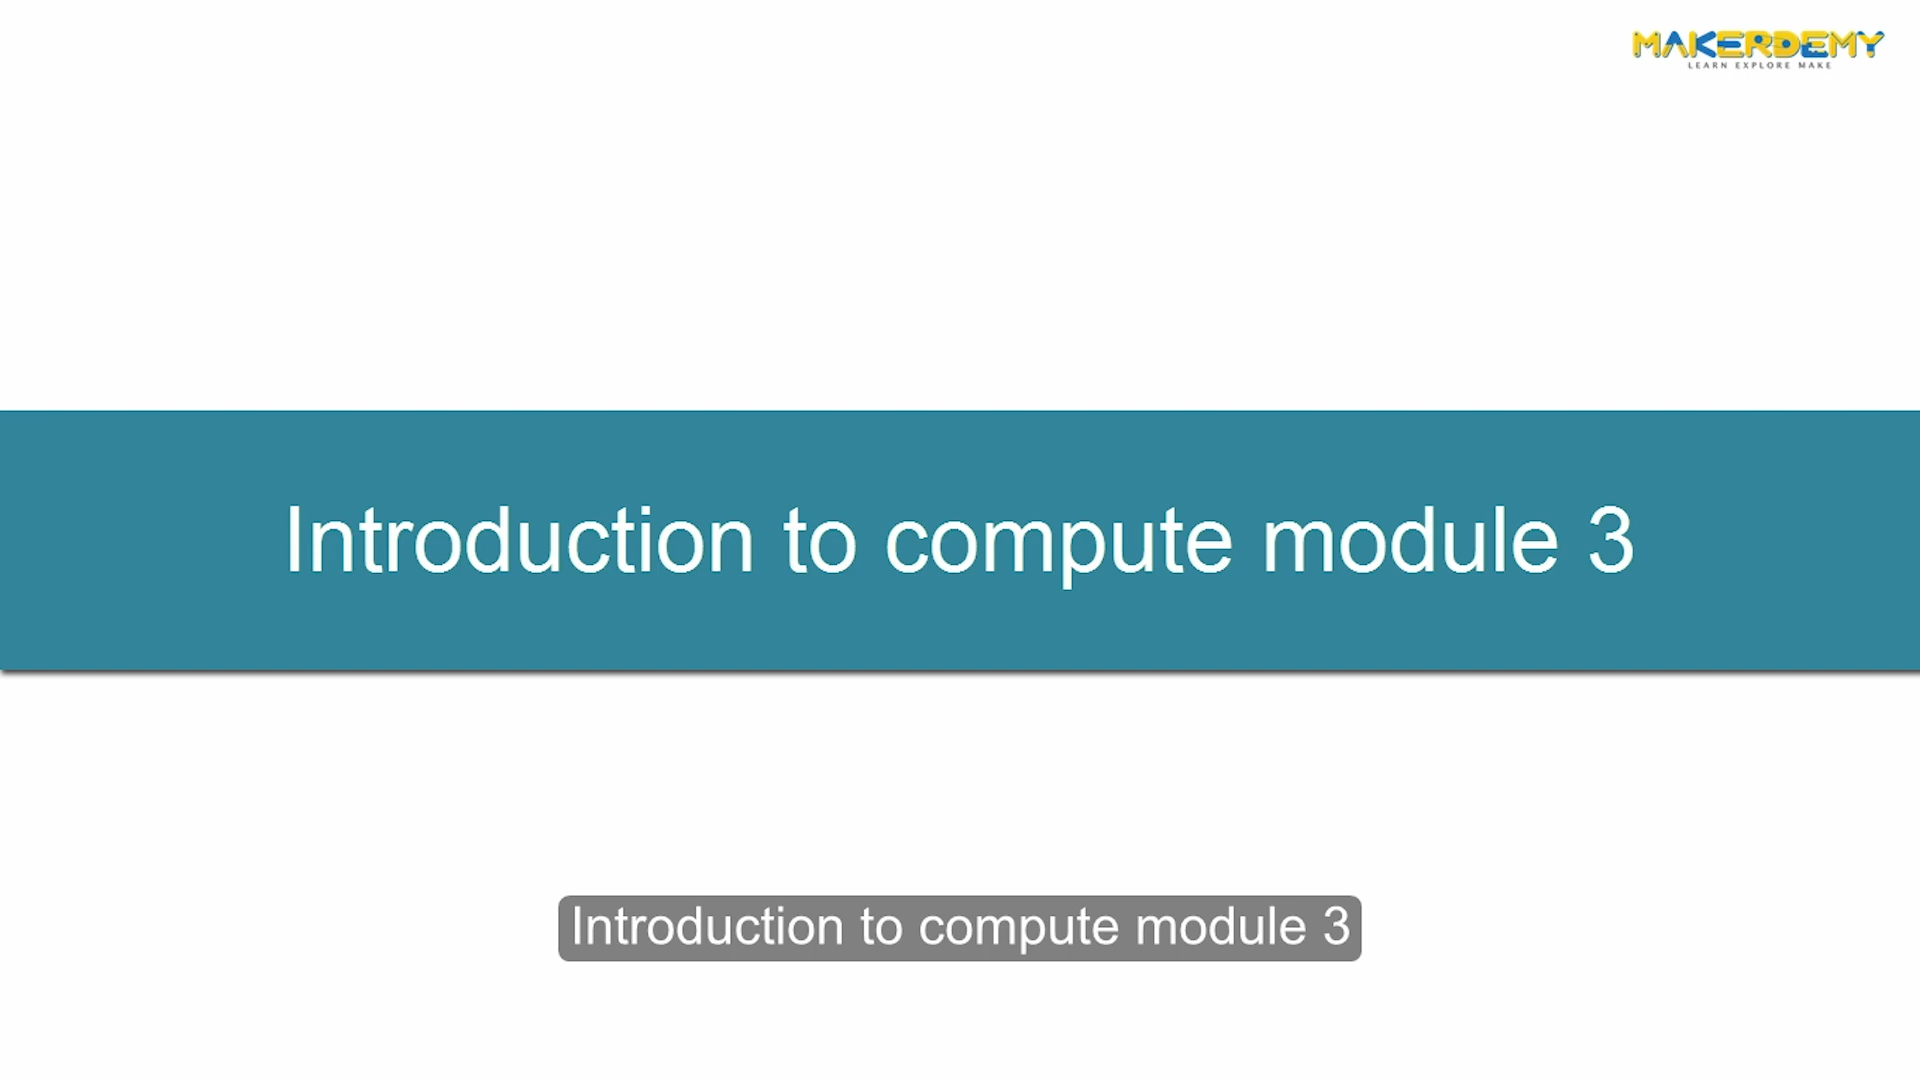 MAKERDEMY
LEARN EXPLORE MAKE
Introduction to compute module 3
Introduction to compute module 3